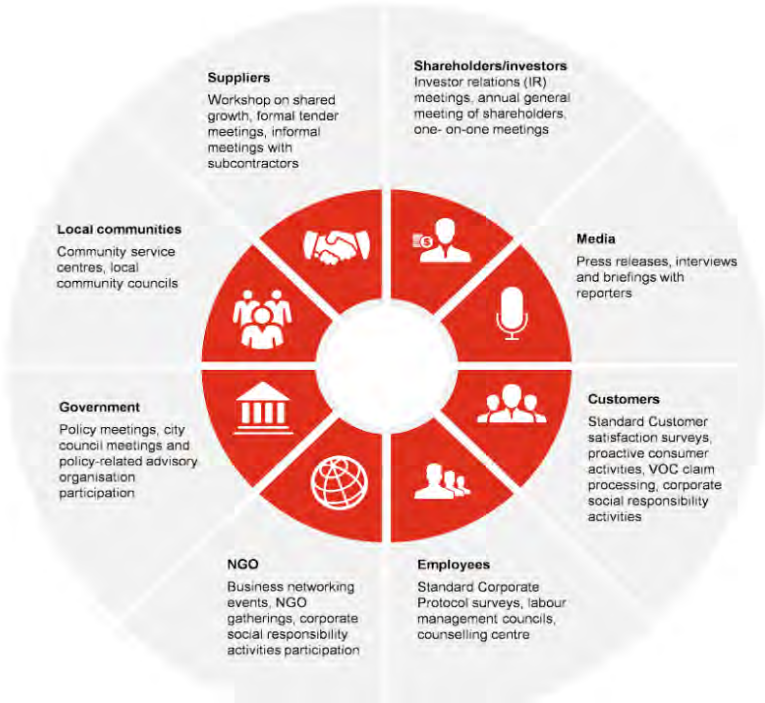 Suppliers
Workshop on shared
growth, formal tender
meetings, informal
meetings with
subcontractors
Shareholders/investors
Investor relations (IR)
meetings, annual general
meeting of shareholders,
one- on-one meetings
Local communities
Community service
centres, local
community councils
Media
Press releases, interviews
and briefings with
reporters
Government
Policy meetings, city
council meetings and
policy-related advisory
organisation
participation
Customers
Standard Customer
satisfaction surveys,
proactive consumer
activities, VOC claim
processing, corporate
social responsibility
activities
NGO
Business networking
events, NGO
gatherings, corporate
social responsibility
activities participation
Employees
Standard Corporate
Protocol surveys, labour
management councils,
counselling centre